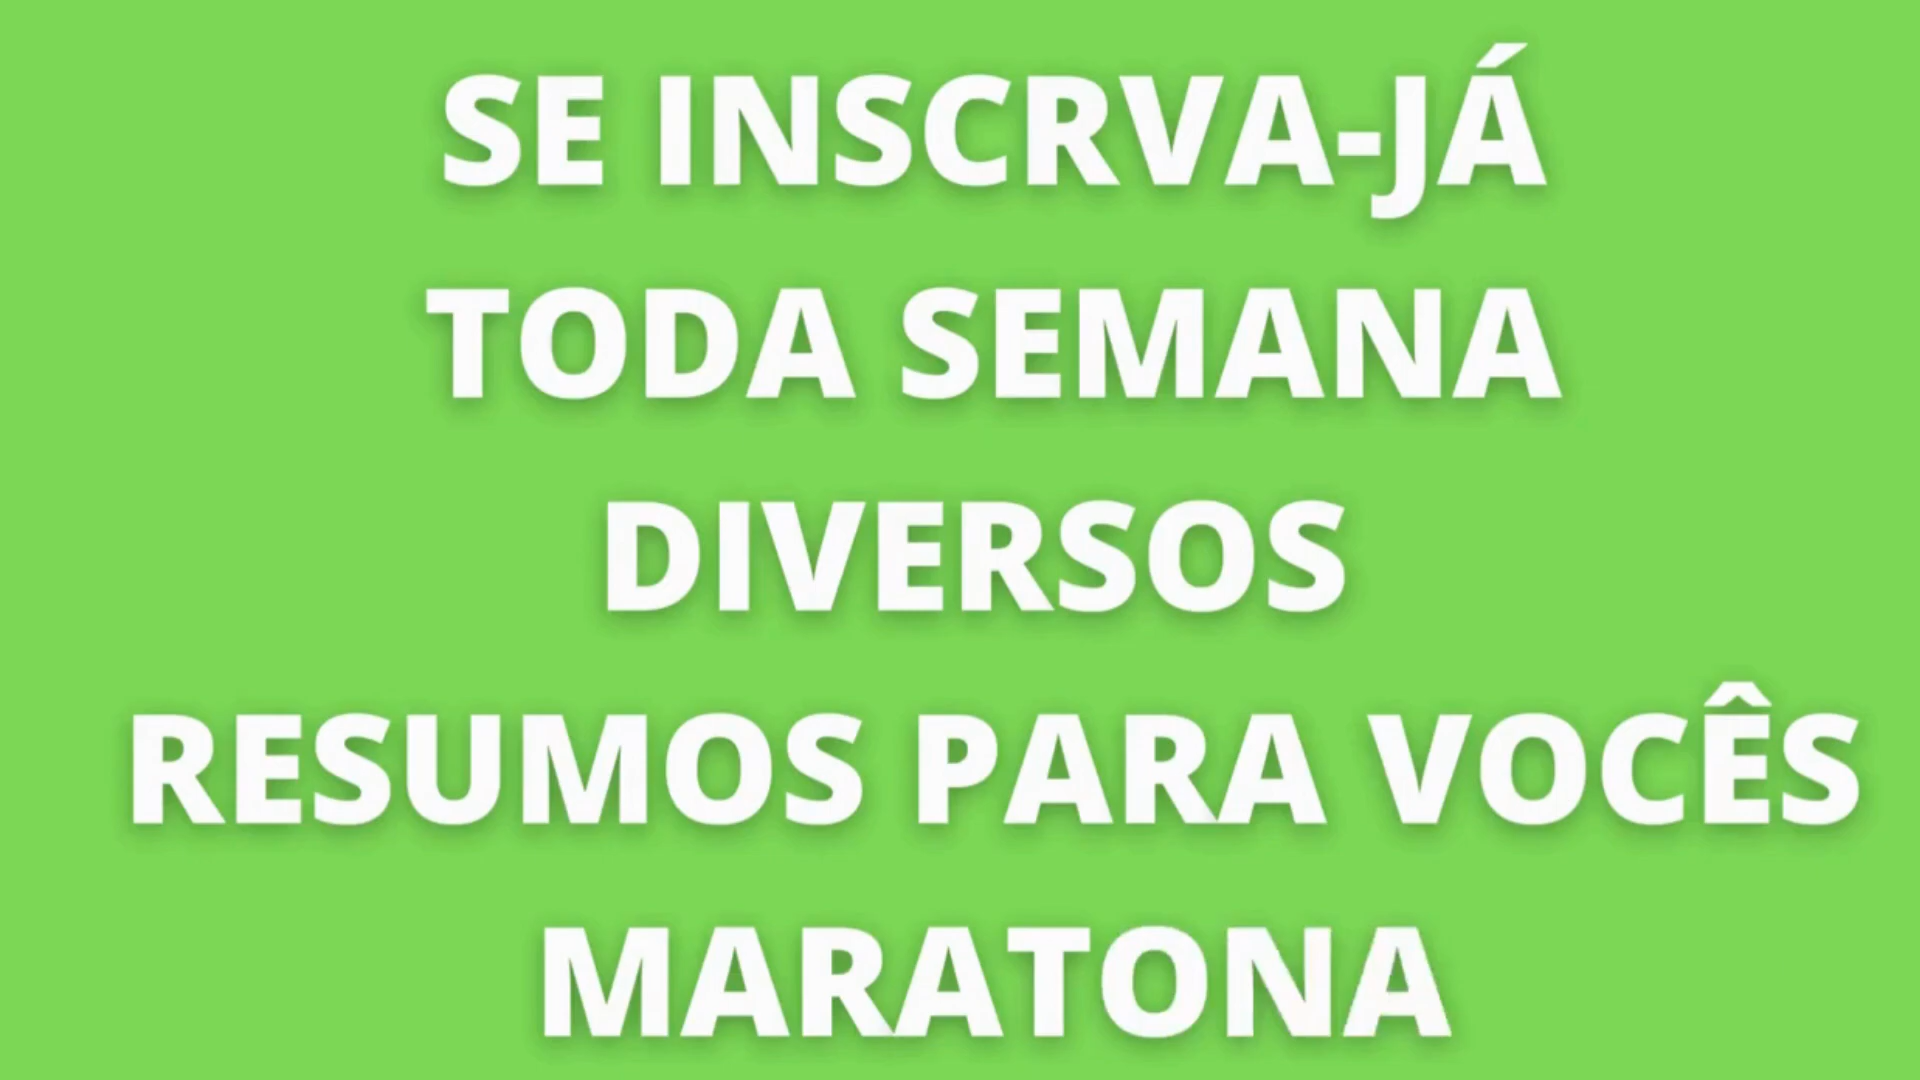 SE INSCRVA-JÁ
TODA SEMANA
DIVERSOS
RESUMOS PARA VOCÊS
MARATONA